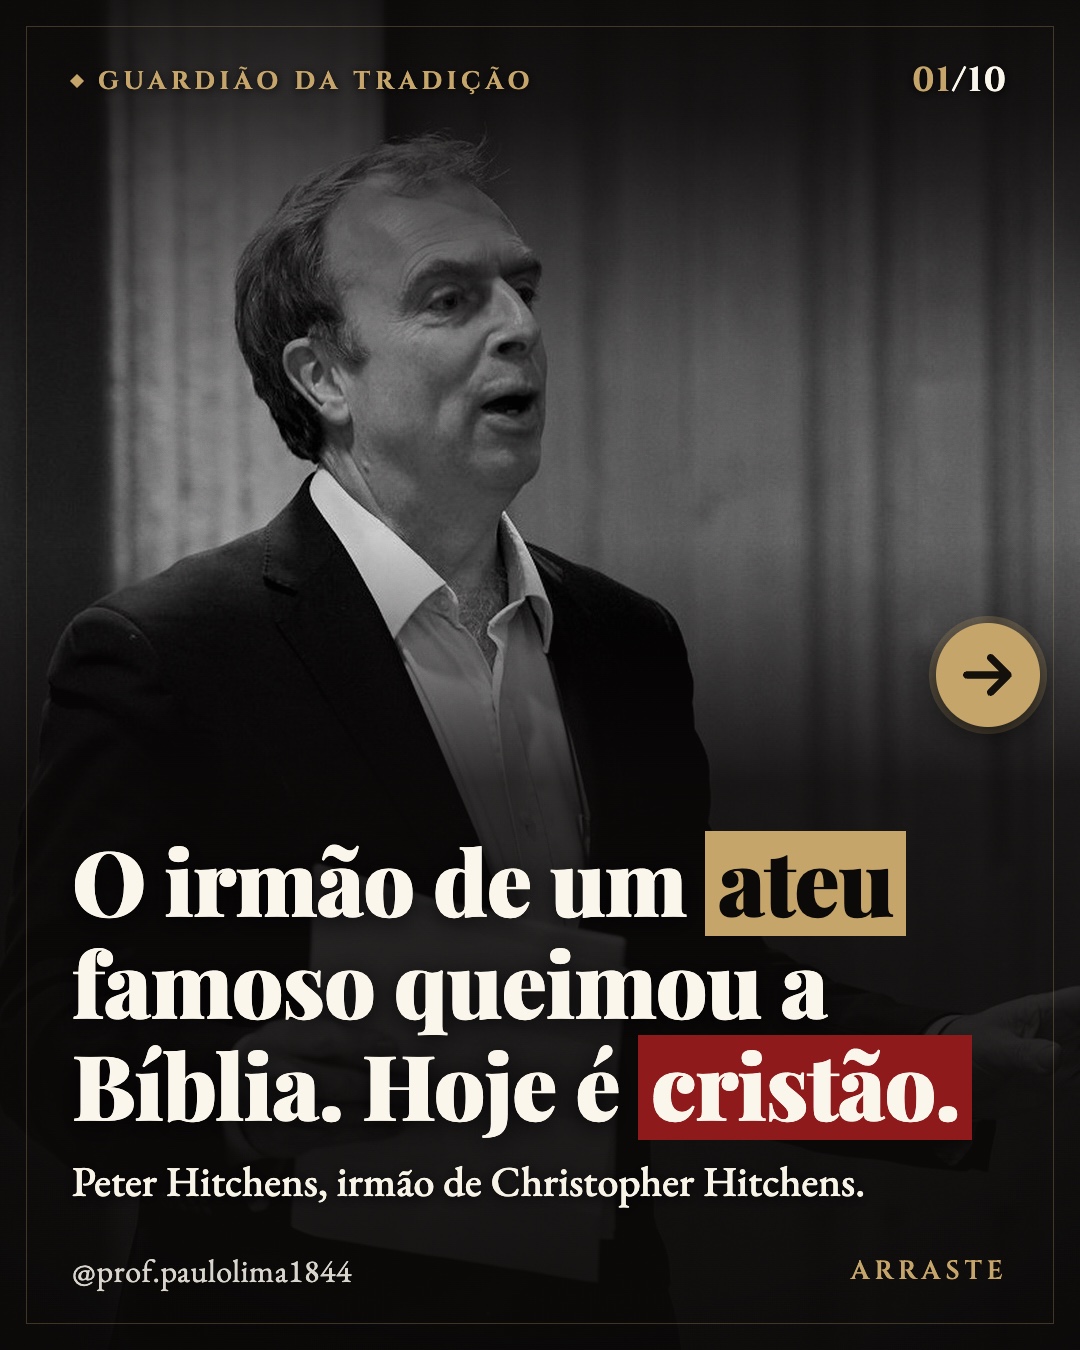 GUARDIÃO DA TRADIÇÃO
01/10
O irmão de um ateu
famoso queimou a
Bíblia. Hoje é cristão.
Peter Hitchens, irmão de Christopher Hitchens.
@prof.paulolima1844
ARRASTE